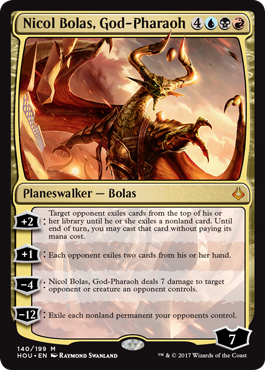 Nicol Bolas, God-Pharaoh 4
Planeswalker — Bolas
+2: Target opponent exiles cards from the top of his or
her library until he or she exiles a nonland card. Until
end of turn, you may cast that card without paying its
mana cost.
+1: Each opponent exiles two cards from his or her hand.
-4: Nicol Bolas, God-Pharaoh deals 7 damage to target
opponent or creature an opponent controls.
-12: Exile each nonland permanent your opponents control.
7
140/199 M
HOU • EN RAYMOND SWANLAND
™ & © 2017 Wizards of the Coast